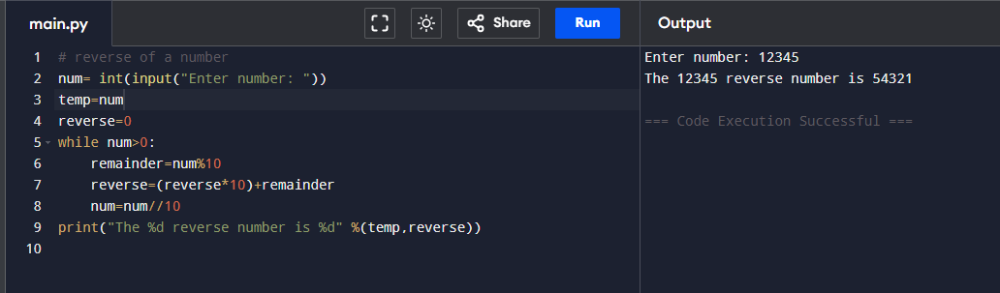 main.py
Share
Run
Output
1 # reverse of a number
2 num= int(input("Enter number: "))
3 temp=num
4 reverse=0
5 while num>0:
6     remainder=num%10
7     reverse=(reverse*10)+remainder
8     num=num//10
9 print("The %d reverse number is %d" %(temp,reverse))
10
Enter number: 12345
The 12345 reverse number is 54321
=== Code Execution Successful ===